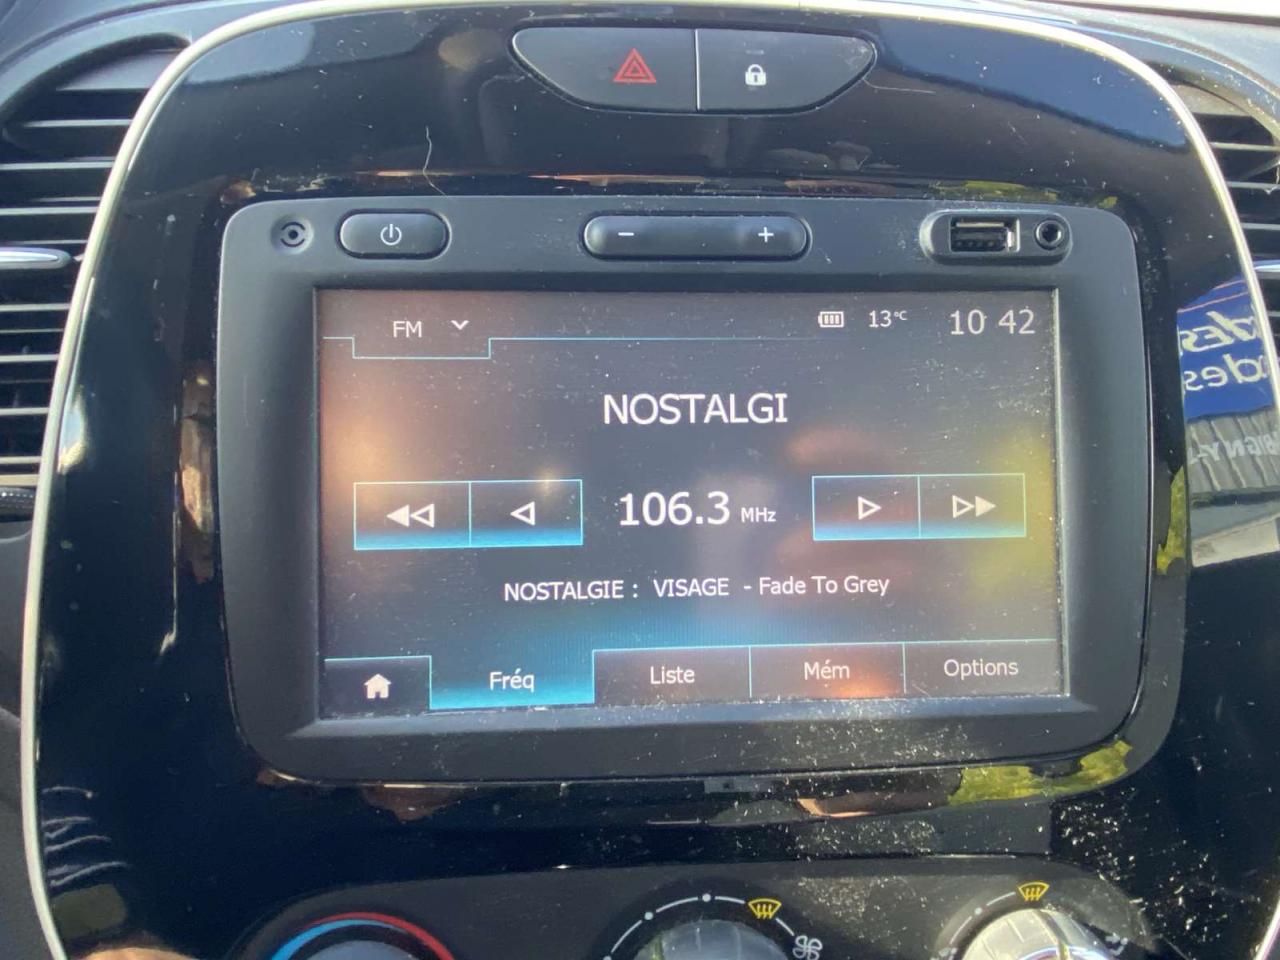 FM 13°C 10 42
NOSTALGI
106.3 MHz
NOSTALGIE : VISAGE - Fade To Grey
Fréq Liste Mém Options